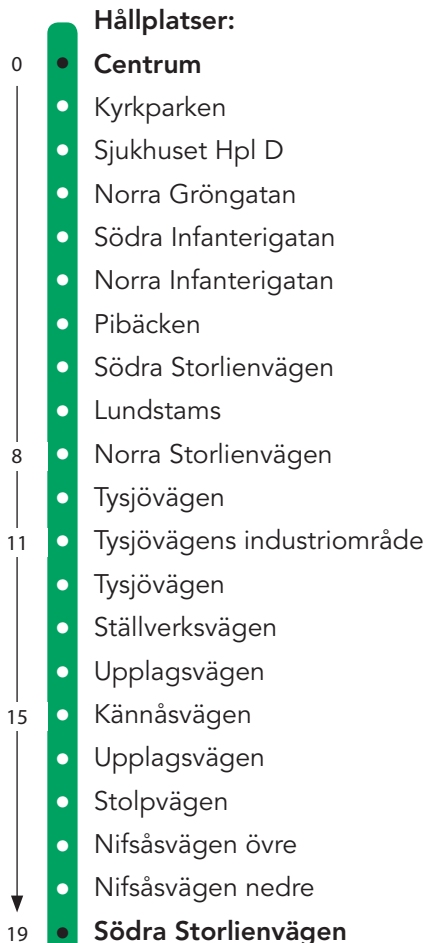 Hållplatser:
0 Centrum
Kyrkparken
Sjukhuset Hpl D
Norra Gröngatan
Södra Infanterigatan
Norra Infanterigatan
Pibäcken
Södra Storlienvägen
Lundstams
8 Norra Storlienvägen
Tysjövägen
11 Tysjövägens industriområde
Tysjövägen
Ställverksvägen
Upplagsvägen
15 Kännåsvägen
Upplagsvägen
Stolpvägen
Nifsåsvägen övre
Nifsåsvägen nedre
19 Södra Storlienvägen